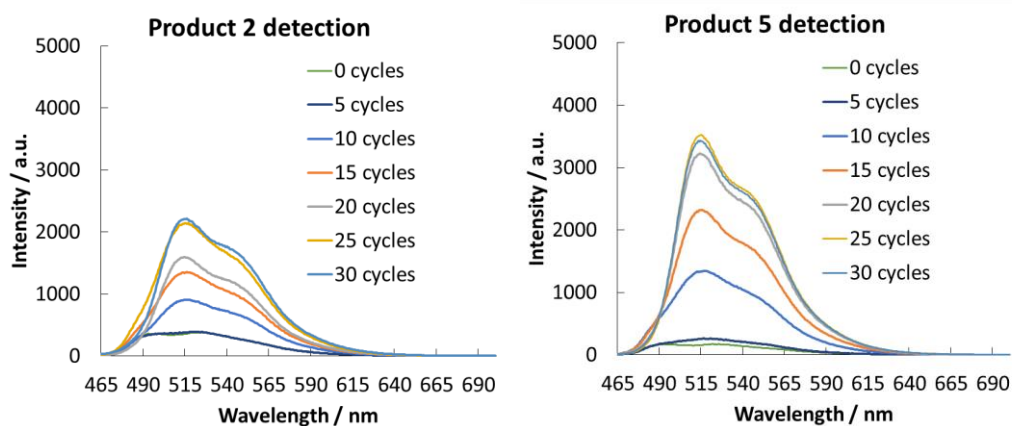 Product 2 detection
5000
4000
3000
2000
1000
0
Intensity / a.u.
0 cycles
5 cycles
10 cycles
15 cycles
20 cycles
25 cycles
30 cycles
465 490 515 540 565 590 615 640 665 690
Wavelength / nm
Product 5 detection
5000
4000
3000
2000
1000
0
Intensity / a.u.
0 cycles
5 cycles
10 cycles
15 cycles
20 cycles
25 cycles
30 cycles
465 490 515 540 565 590 615 640 665 690
Wavelength / nm